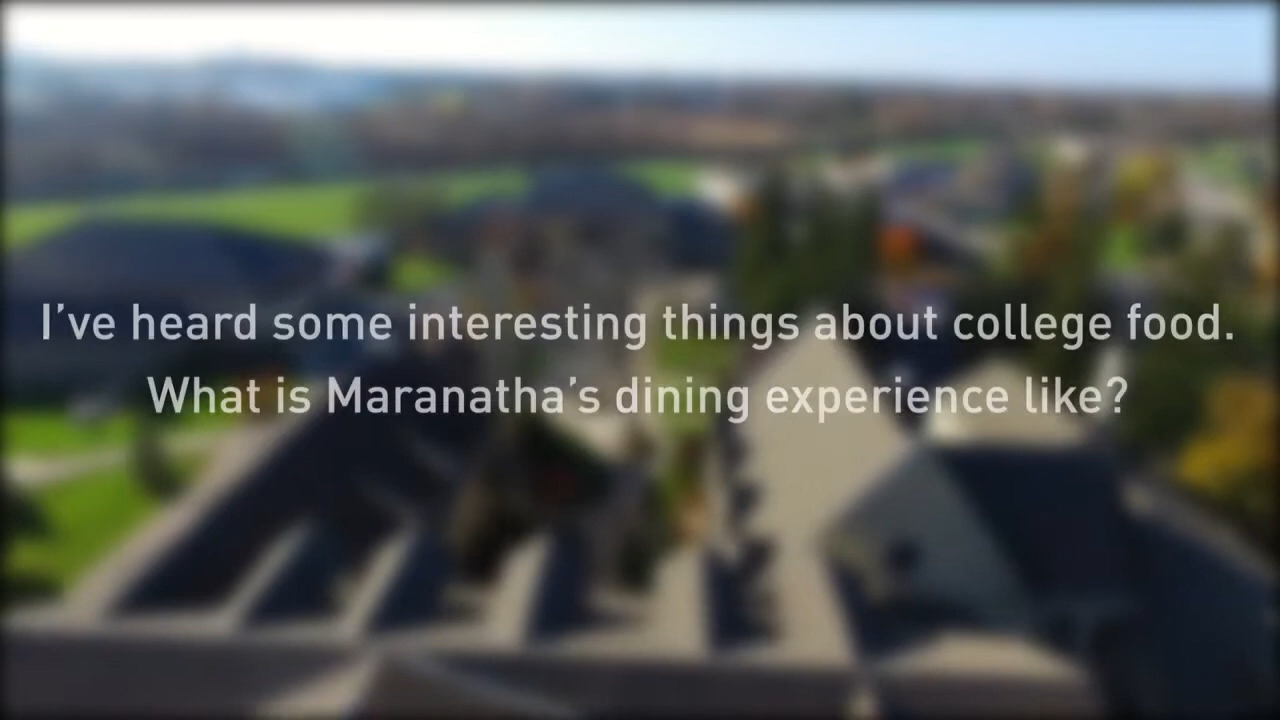 I’ve heard some interesting things about college food.
What is Maranatha’s dining experience like?